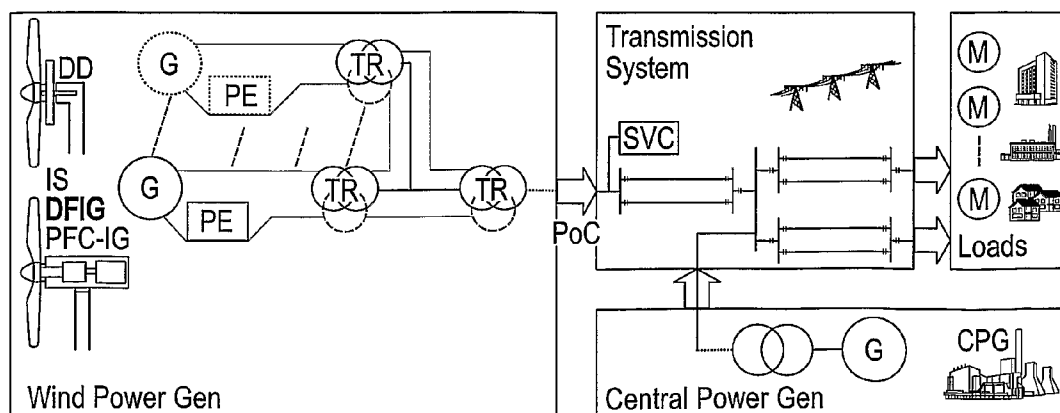 DD
G
PE
TR
G
PE
TR
TR
IS
DFIG
PFC-IG
Wind Power Gen
PoC
Transmission
System
SVC
M
M
M
Loads
G
CPG
Central Power Gen